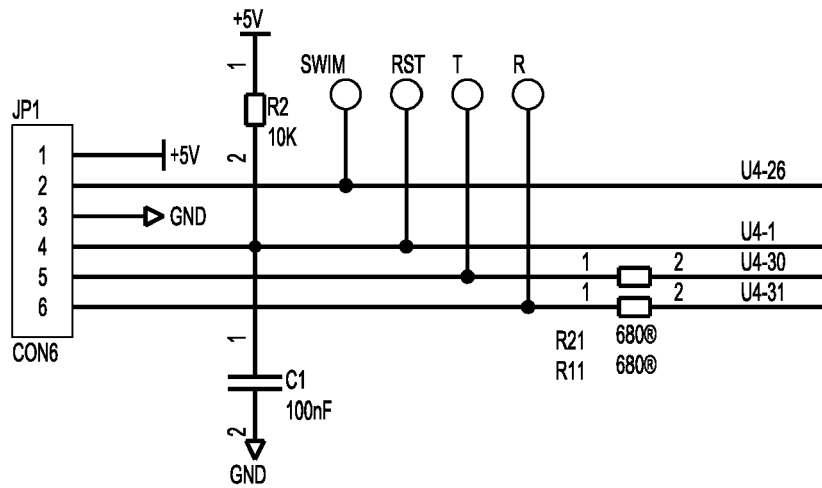 +5V
1
SWIM RST T R
R2
10K
JP1
1 +5V
2
2 U4-26
3 GND
4 U4-1
5 1 2 U4-30
6 1 2 U4-31
R21 680®
R11 680®
CON6
1
C1
100nF
2
GND